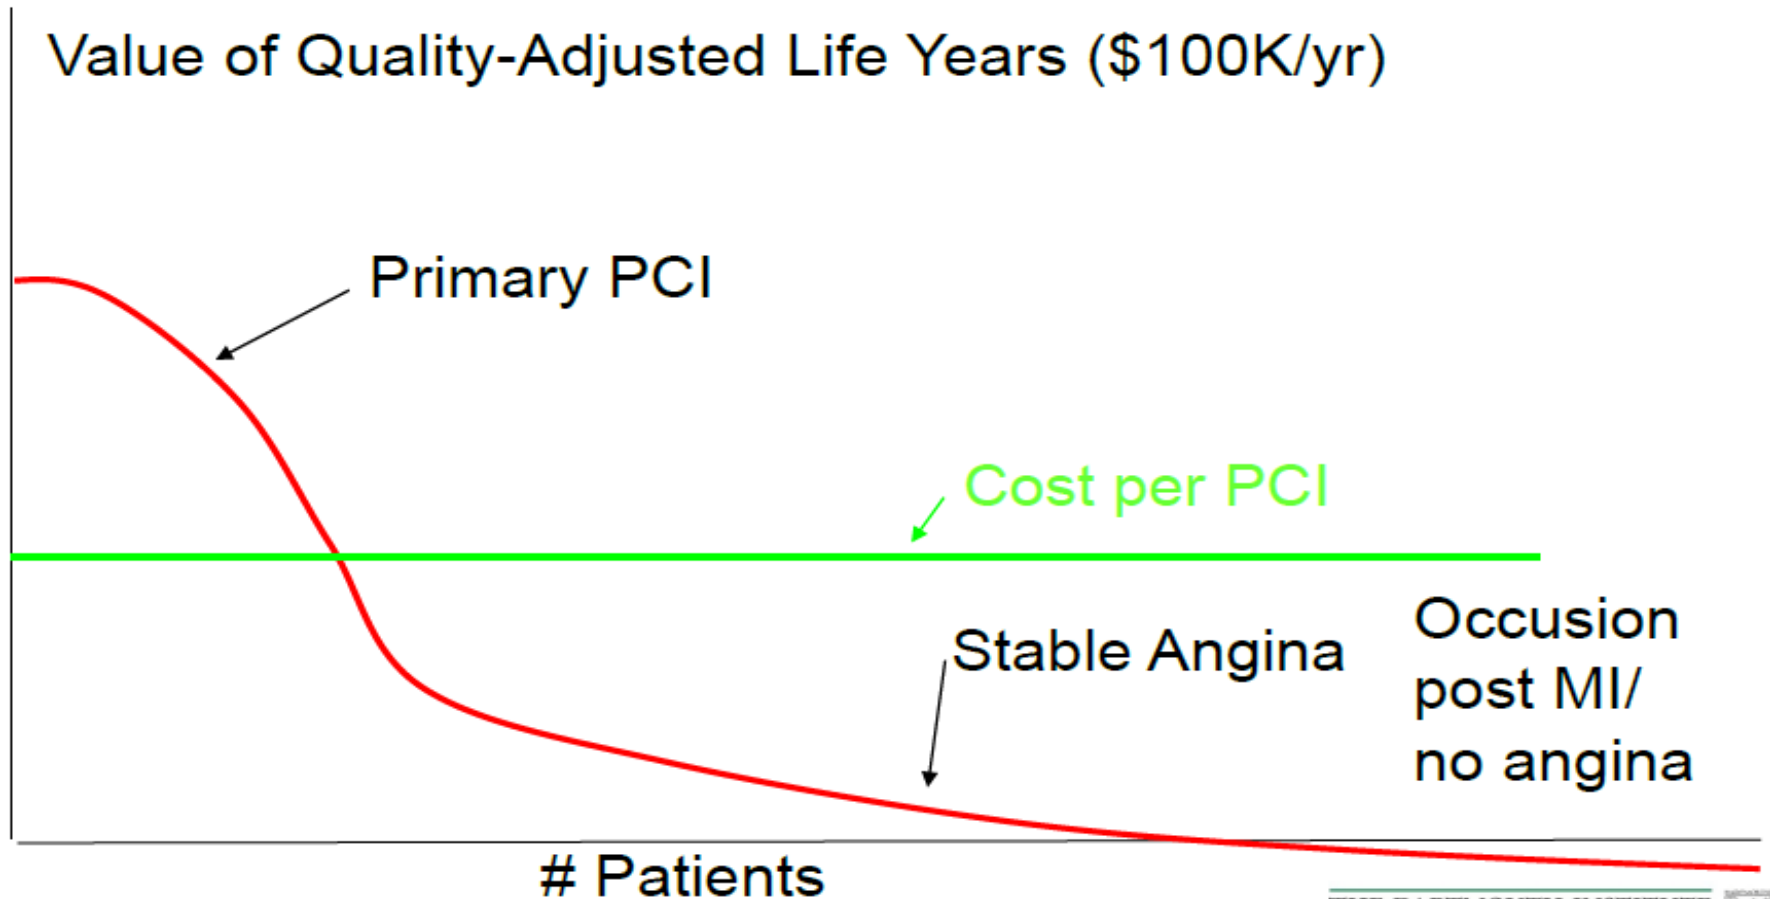 Value of Quality-Adjusted Life Years ($100K/yr)
Primary PCI
Cost per PCI
Stable Angina
Occusion
post MI/
no angina
# Patients